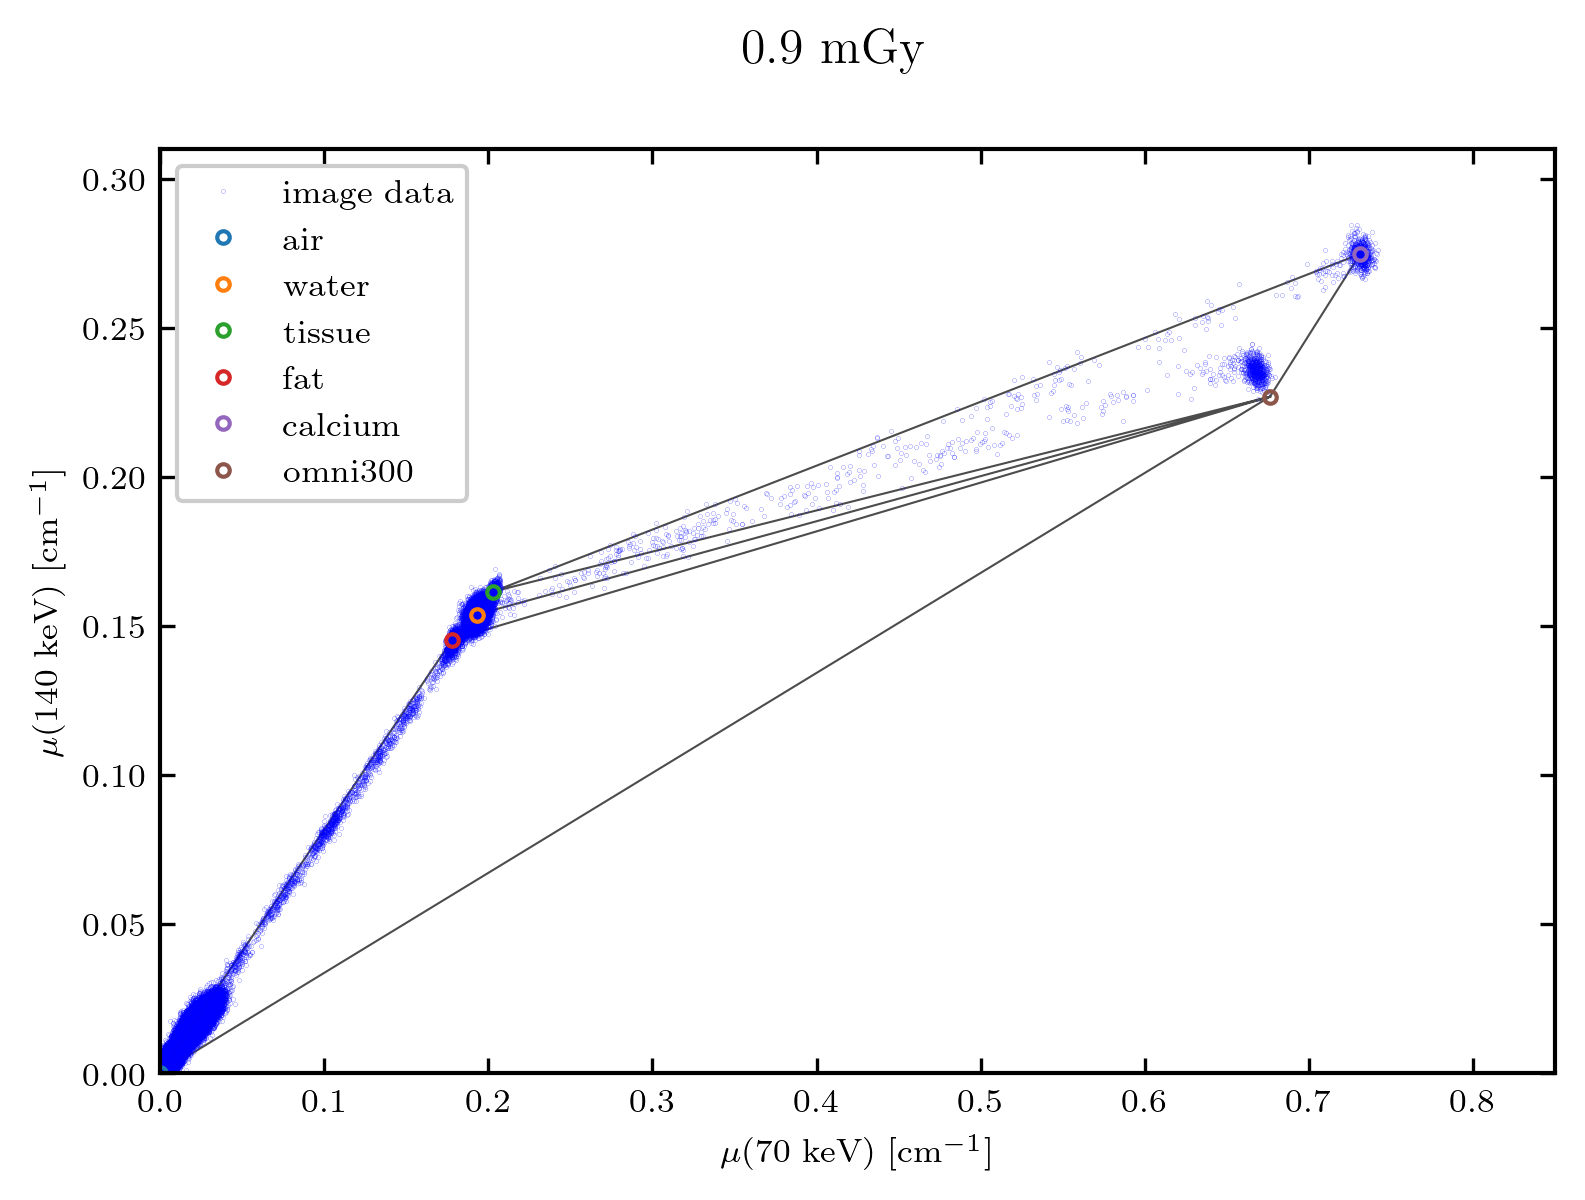 0.9 mGy
image data
air
water
tissue
fat
calcium
omni300
0.30
0.25
0.20
0.15
0.10
0.05
0.00
μ(140 keV) [cm⁻¹]
0.0 0.1 0.2 0.3 0.4 0.5 0.6 0.7 0.8
μ(70 keV) [cm⁻¹]